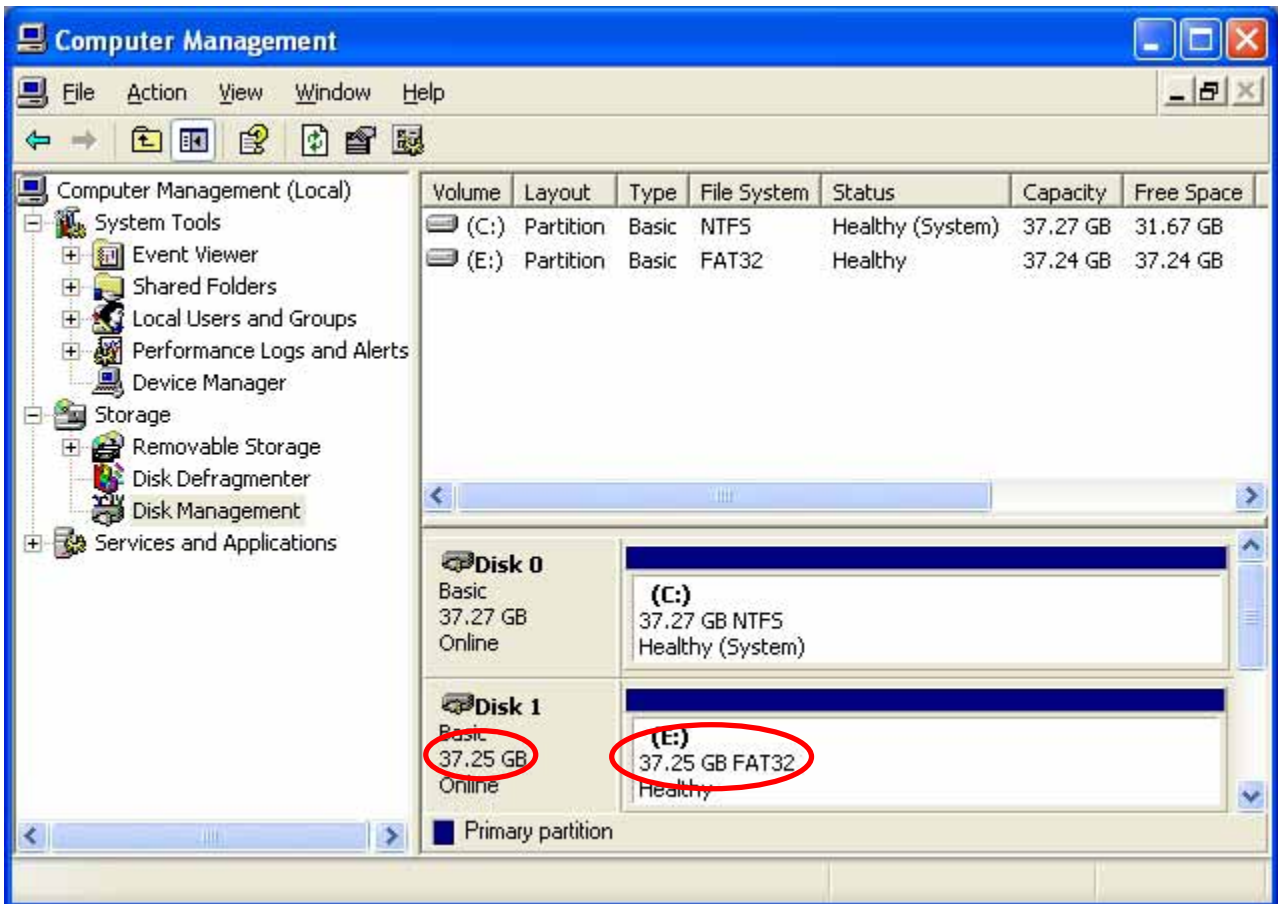 Computer Management
File Action View Window Help
Computer Management (Local)
System Tools
Event Viewer
Shared Folders
Local Users and Groups
Performance Logs and Alerts
Device Manager
Storage
Removable Storage
Disk Defragmenter
Disk Management
Services and Applications
Volume Layout Type File System Status Capacity Free Space
(C:) Partition Basic NTFS Healthy (System) 37.27 GB 31.67 GB
(E:) Partition Basic FAT32 Healthy 37.24 GB 37.24 GB
Disk 0
Basic
37.27 GB
Online
(C:)
37.27 GB NTFS
Healthy (System)
Disk 1
Basic
37.25 GB
Online
(E:)
37.25 GB FAT32
Healthy
Primary partition